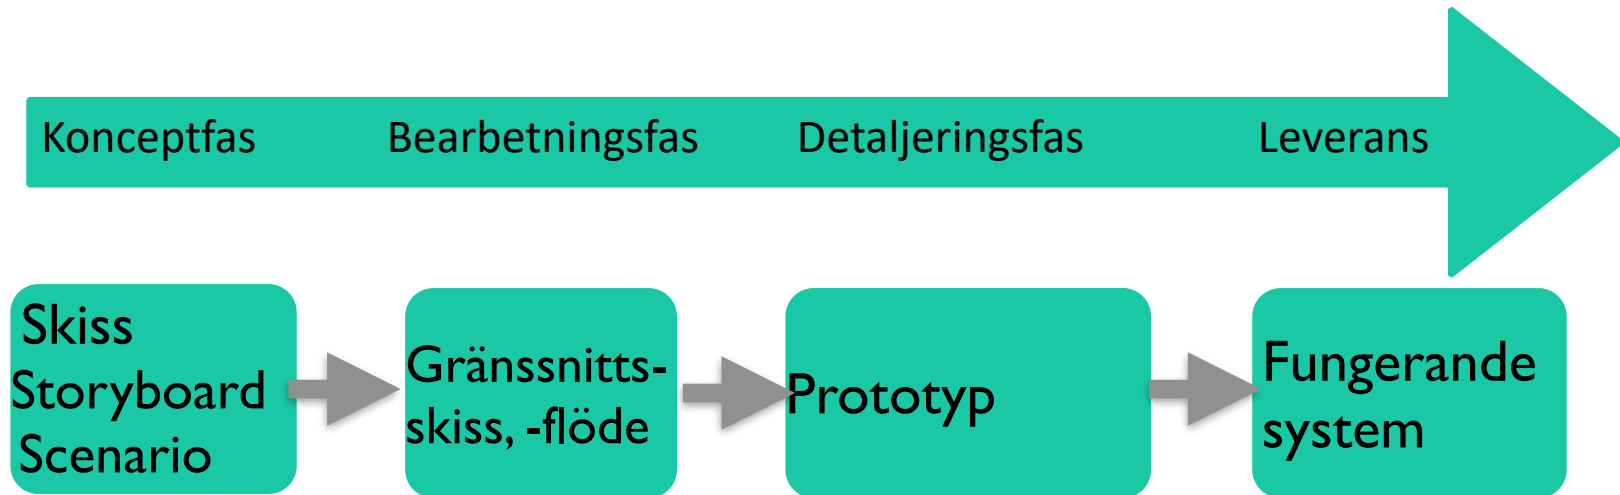 Konceptfas Bearbetningsfas Detaljeringsfas Leverans
Skiss
Storyboard
Scenario
Gränssnitts-
skiss, -flöde
Prototyp
Fungerande
system